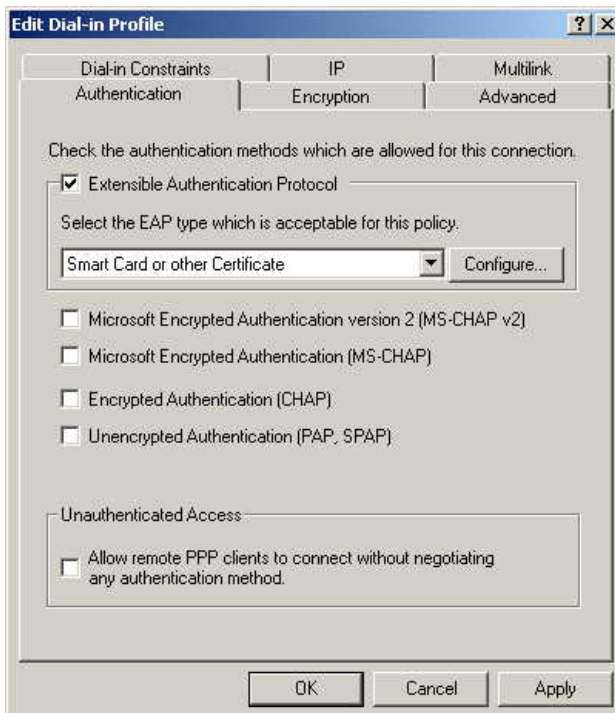 Edit Dial-in Profile
Dial-in Constraints
IP
Multilink
Authentication
Encryption
Advanced
Check the authentication methods which are allowed for this connection.
Extensible Authentication Protocol
Select the EAP type which is acceptable for this policy.
Smart Card or other Certificate
Configure...
Microsoft Encrypted Authentication version 2 (MS-CHAP v2)
Microsoft Encrypted Authentication (MS-CHAP)
Encrypted Authentication (CHAP)
Unencrypted Authentication (PAP, SPAP)
Unauthenticated Access
Allow remote PPP clients to connect without negotiating
any authentication method.
OK
Cancel
Apply